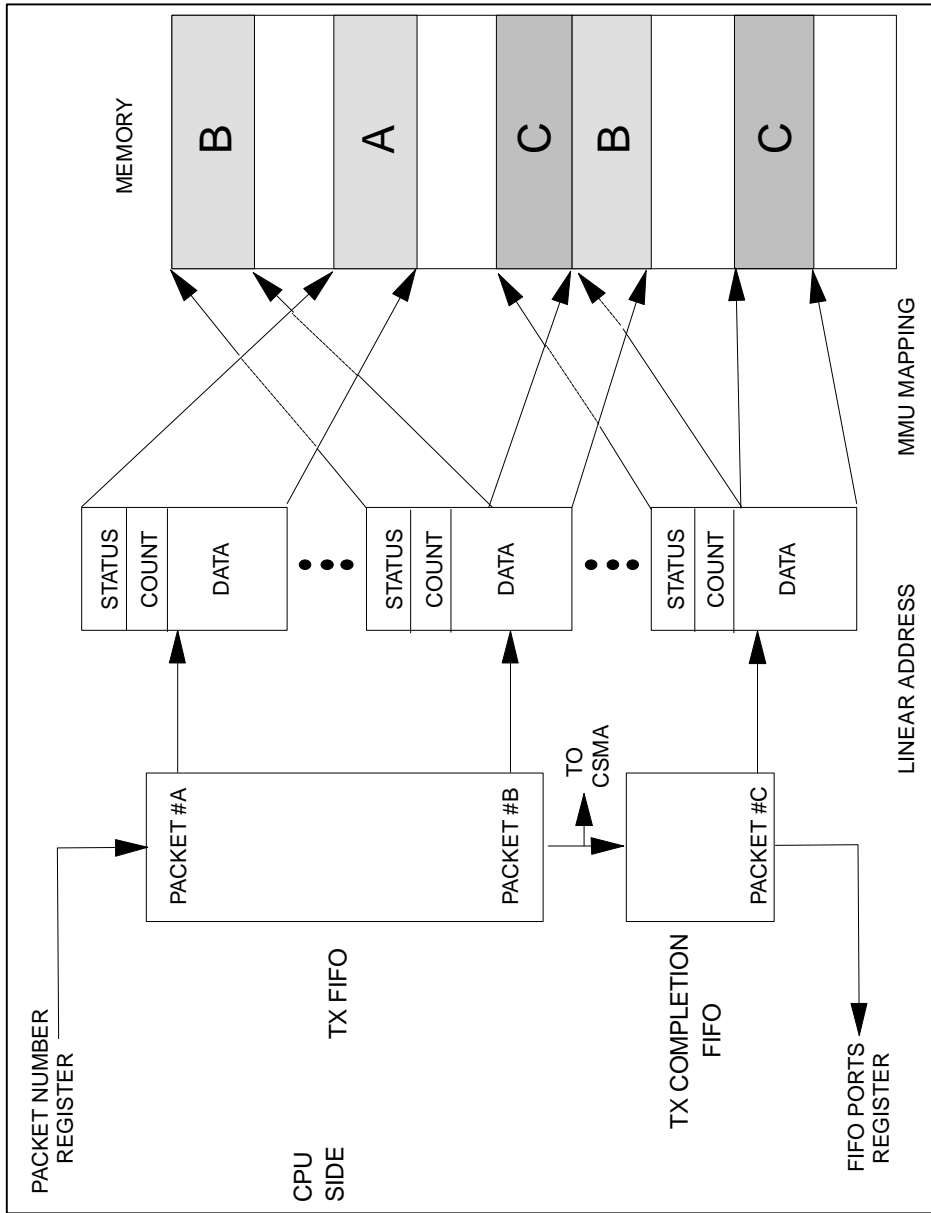 PACKET NUMBER
REGISTER
CPU
SIDE
TX FIFO
PACKET #A
PACKET #B
TO
CSMA
TX COMPLETION
FIFO
PACKET #C
FIFO PORTS
REGISTER
STATUS
COUNT
DATA
STATUS
COUNT
DATA
STATUS
COUNT
DATA
LINEAR ADDRESS
MMU MAPPING
MEMORY
B
A
C
B
C